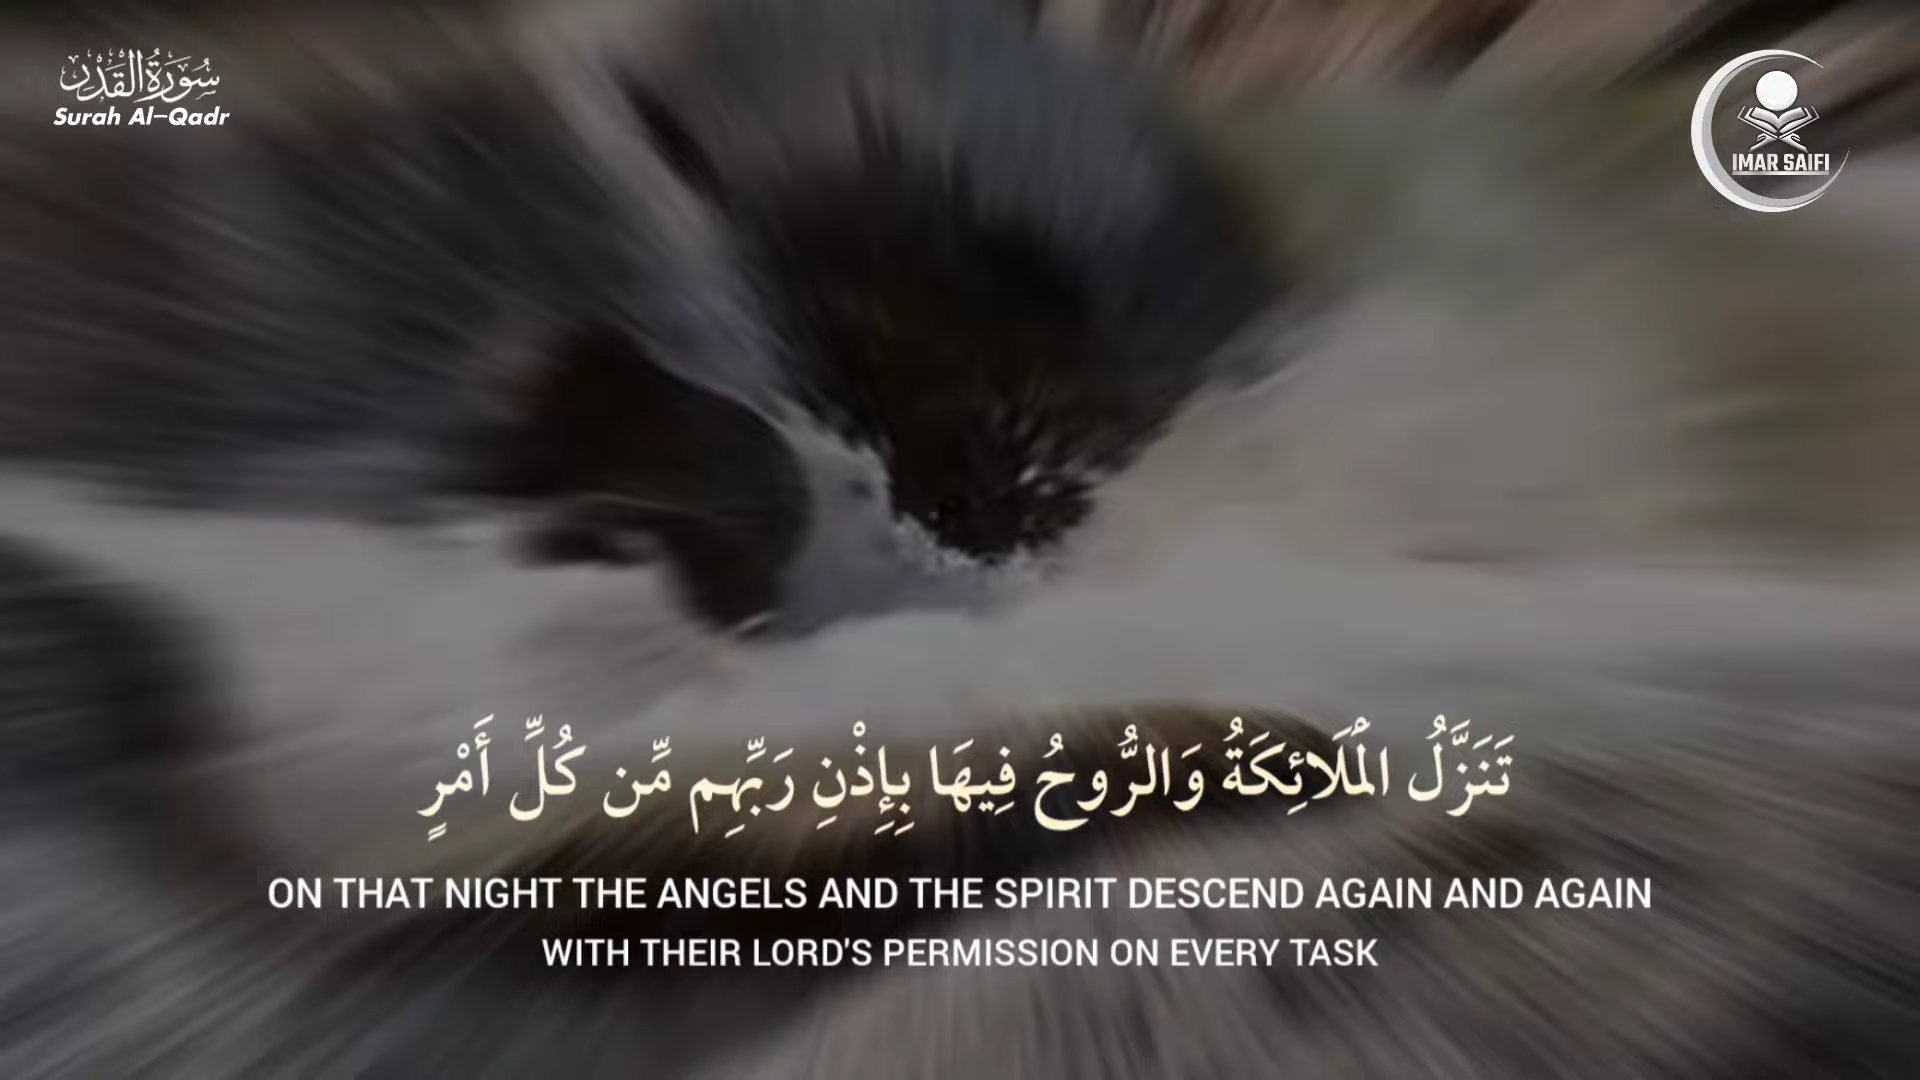 سُورَةُ القَدْرِ
Surah Al-Qadr
IMAR SAIFI
تَنَزَّلُ الْمَلَائِكَةُ وَالرُّوحُ فِيهَا بِإِذْنِ رَبِّهِم مِّن كُلِّ أَمْرٍ
ON THAT NIGHT THE ANGELS AND THE SPIRIT DESCEND AGAIN AND AGAIN
WITH THEIR LORD'S PERMISSION ON EVERY TASK